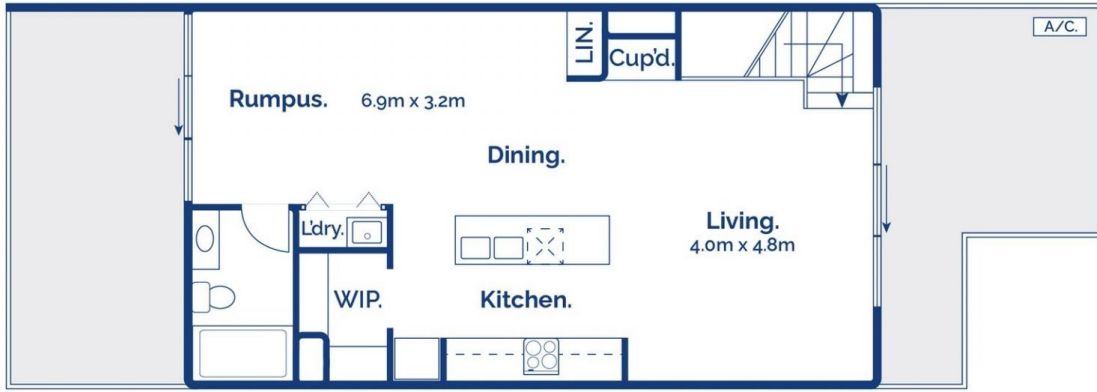 A/C.
LIN.
Cup'd.
Rumpus. 6.9m x 3.2m
Dining.
L'dry.
Living.
4.0m x 4.8m
WIP.
Kitchen.